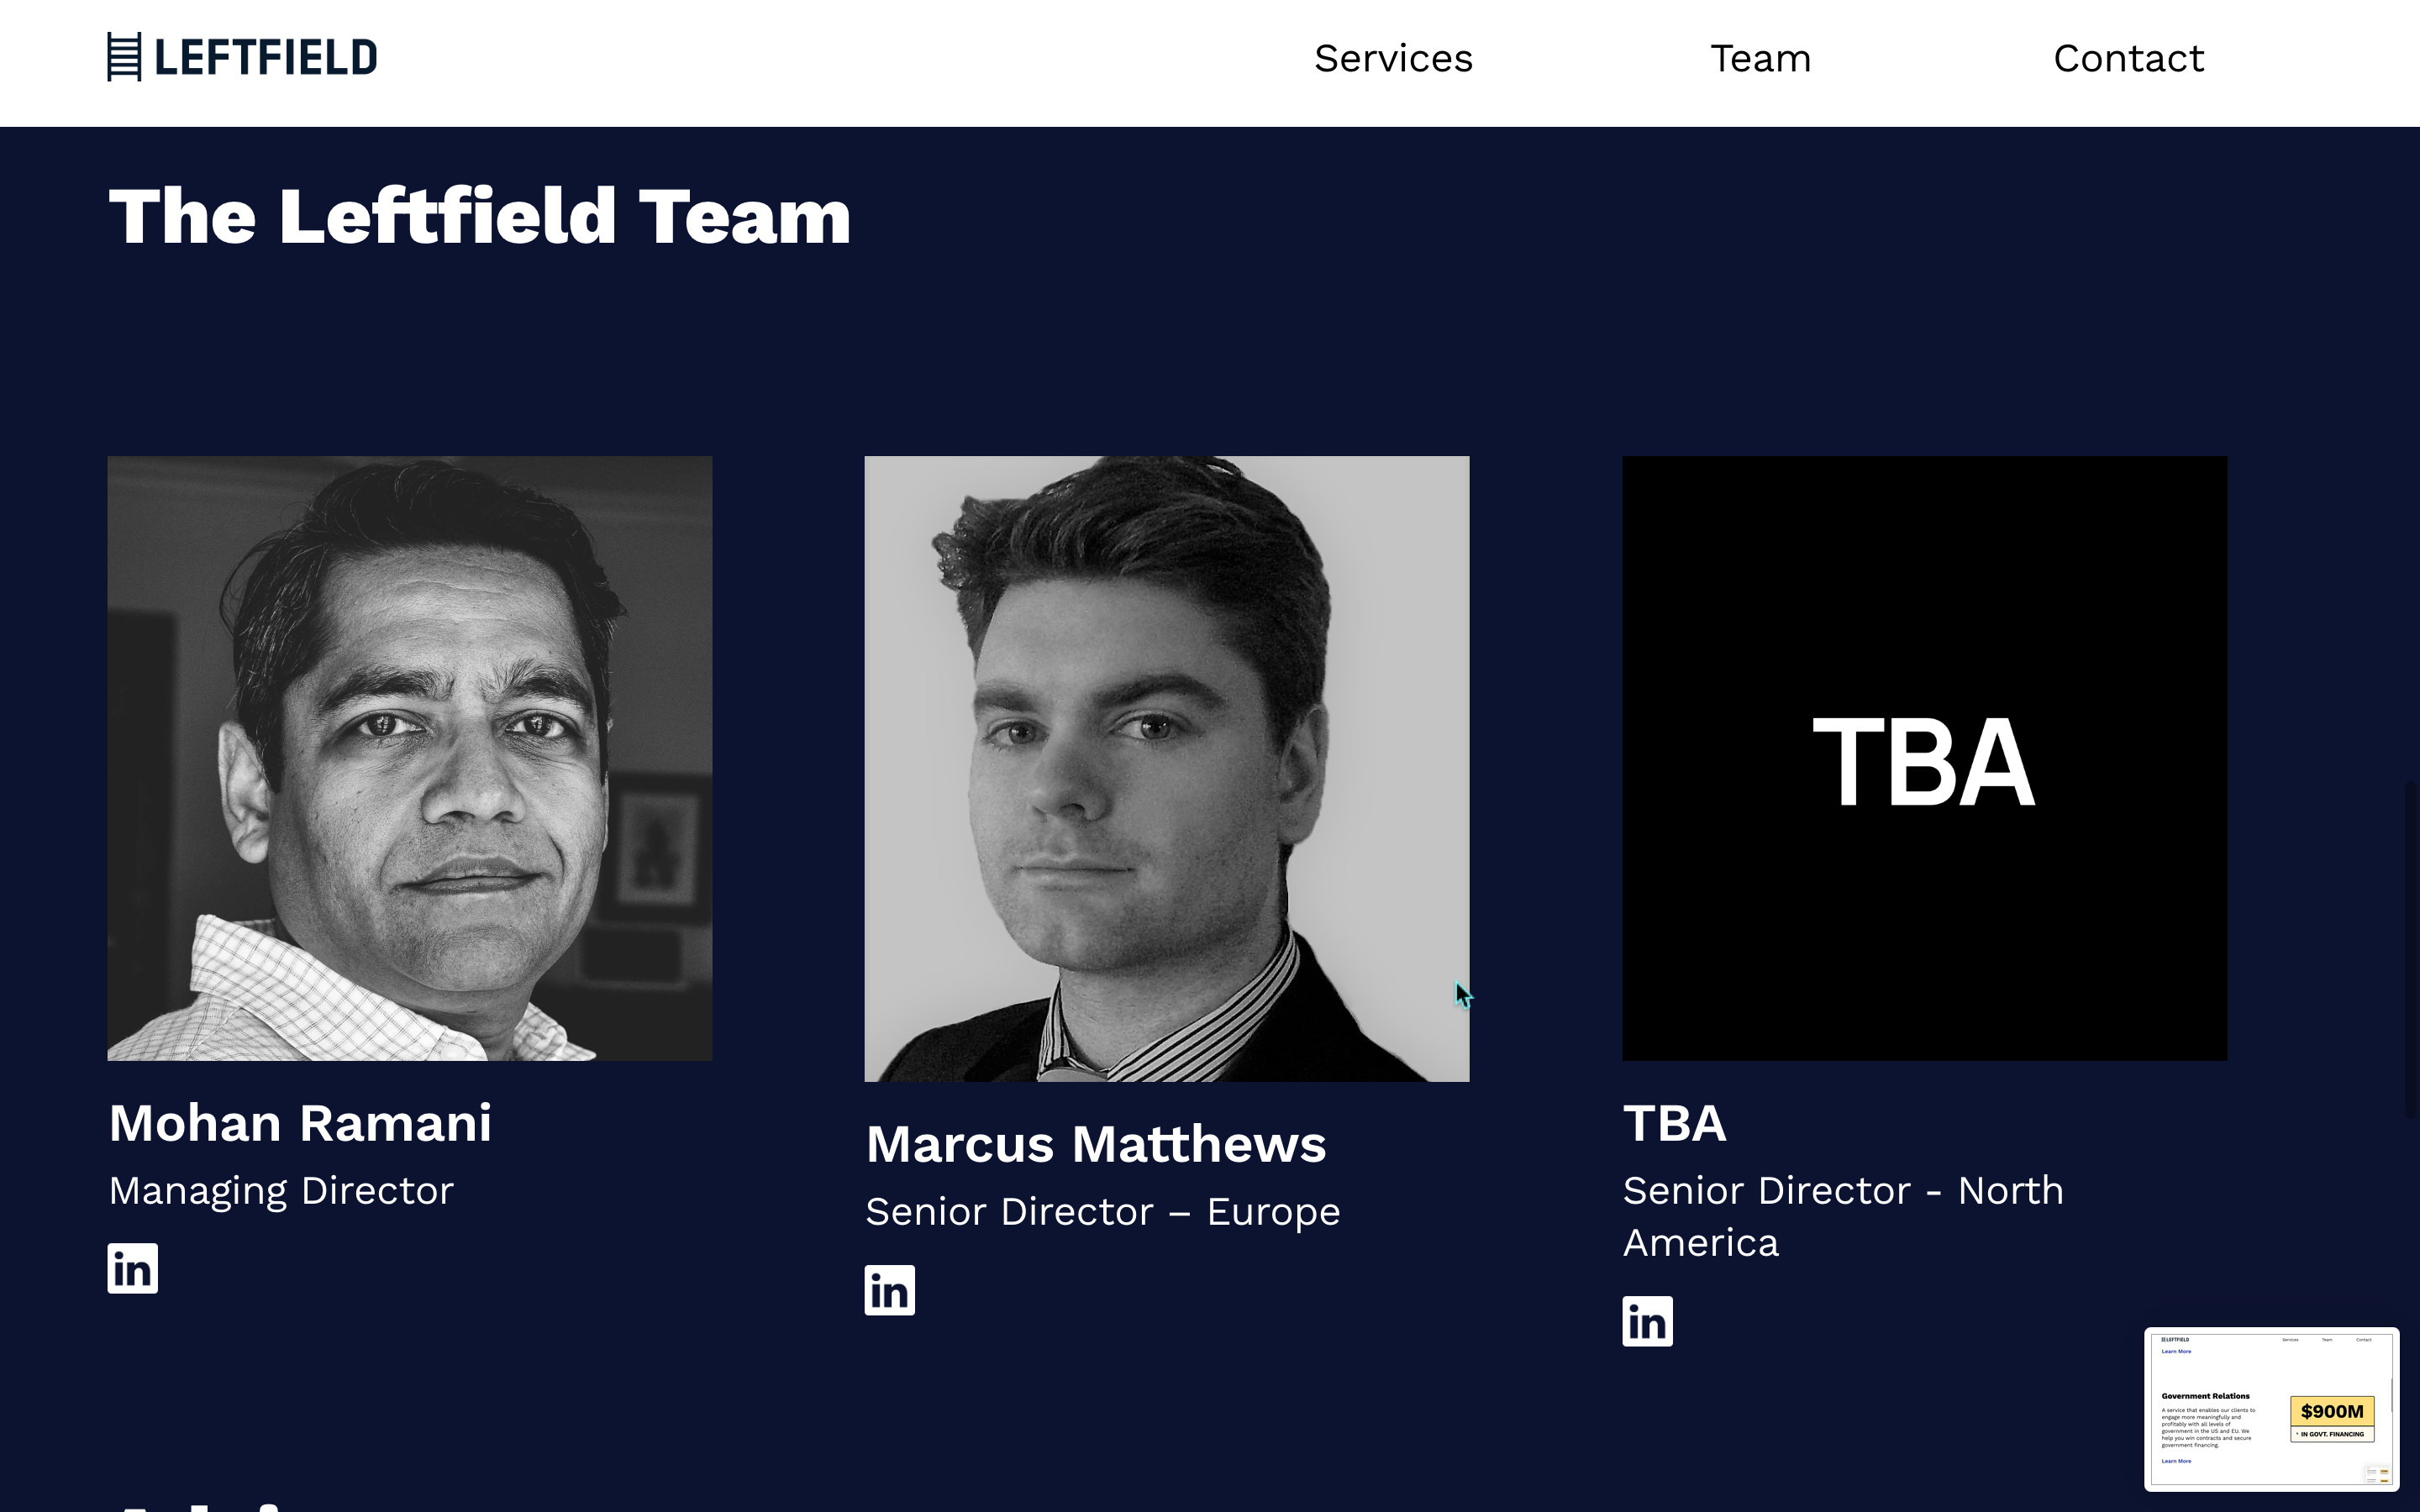 LEFTFIELD
Services
Team
Contact
The Leftfield Team
TBA
Mohan Ramani
Managing Director
in
Marcus Matthews
Senior Director – Europe
in
TBA
Senior Director - North
America
in
LEFTFIELD
Services
Team
Contact
Learn More
Government Relations
A service that enables our clients to
engage more meaningfully and
profitably with all levels of
government in the US and EU. We
help you win contracts and secure
government financing.
$900M
IN GOVT. FINANCING
Learn More